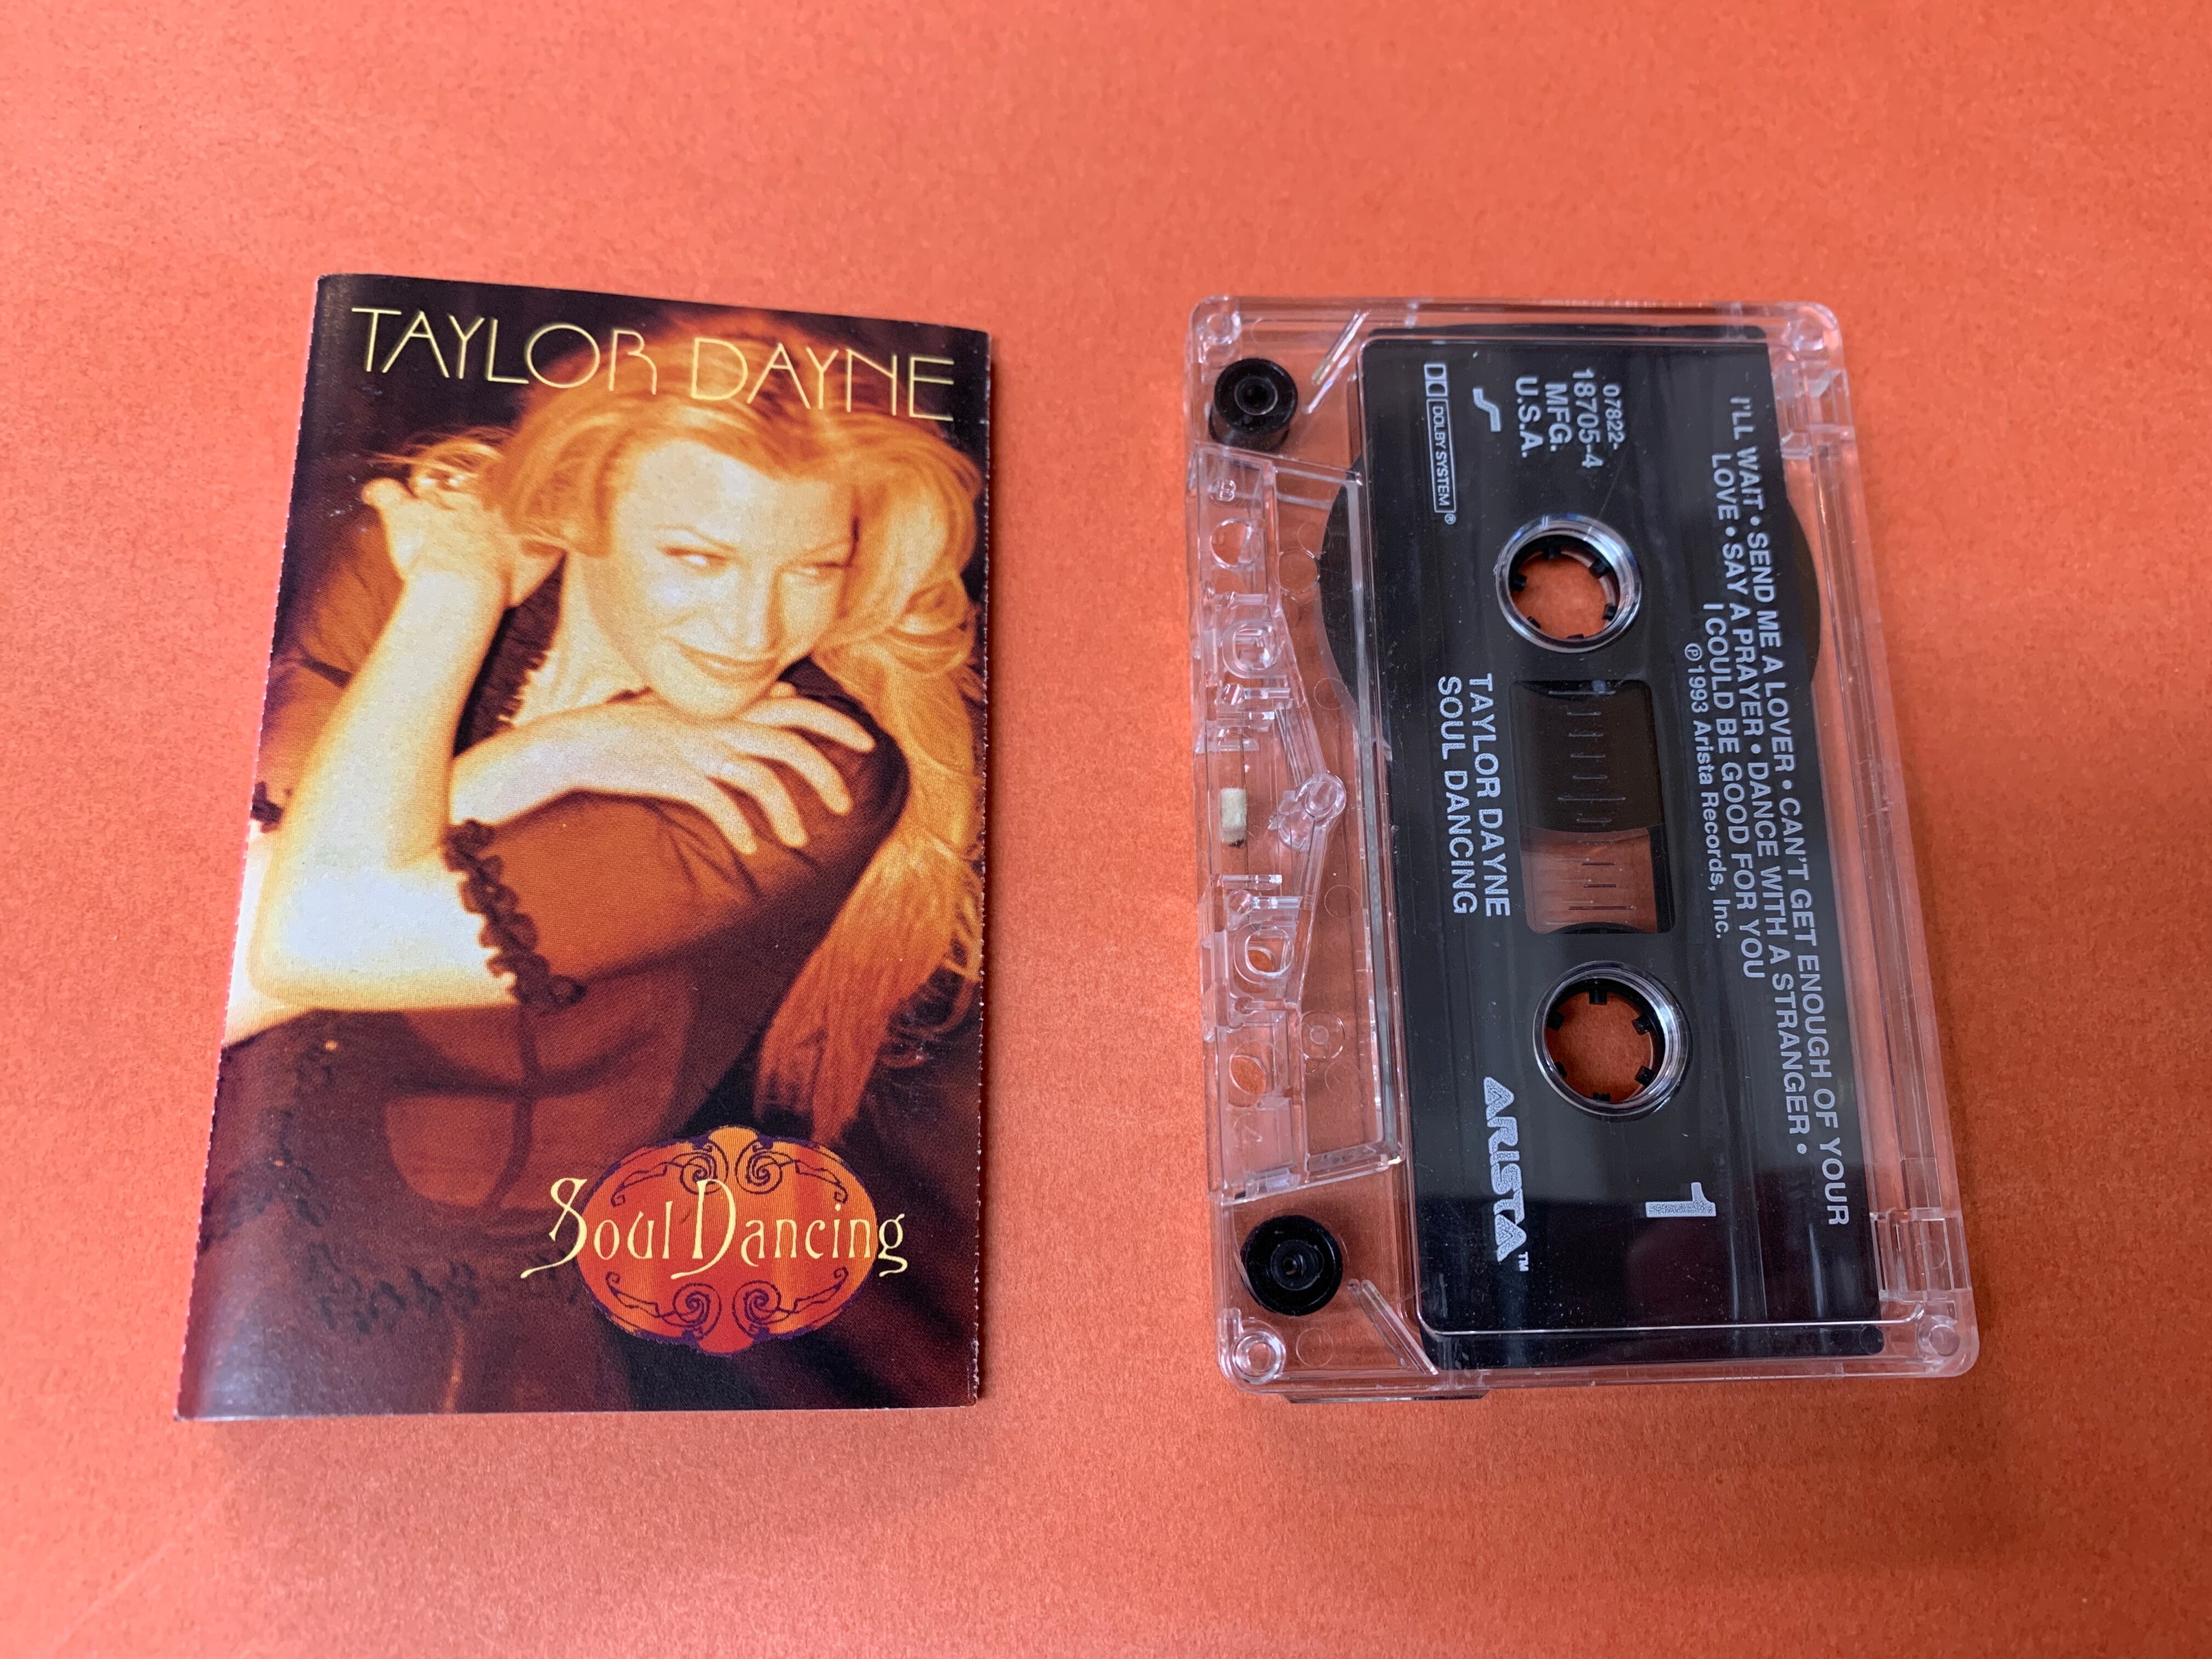 TAYLOR DAYNE
Soul Dancing
I'LL WAIT • SEND ME A LOVER • CAN'T GET ENOUGH OF YOUR
LOVE • SAY A PRAYER • DANCE WITH A STRANGER •
I COULD BE GOOD FOR YOU
℗ 1993 Arista Records, Inc.
07822-
18705-4
MFG.
U.S.A.
DOLBY SYSTEM®
TAYLOR DAYNE
SOUL DANCING
1
ARISTA™